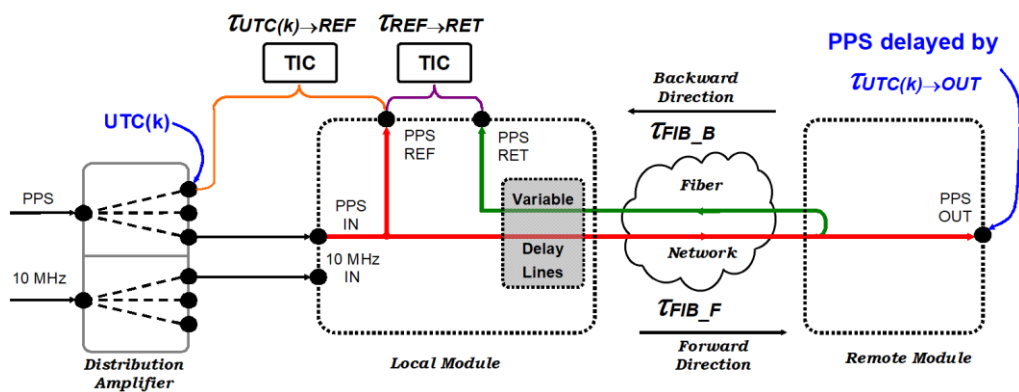 τUTC(k)→REF
τREF→RET
TIC
TIC
PPS delayed by
τUTC(k)→OUT
Backward
Direction
UTC(k)
PPS
REF
PPS
RET
τFIB_B
PPS
PPS
IN
Variable
Fiber
PPS
OUT
10 MHz
10 MHz
IN
Delay
Lines
Network
τFIB_F
Distribution
Amplifier
Local Module
Forward
Direction
Remote Module